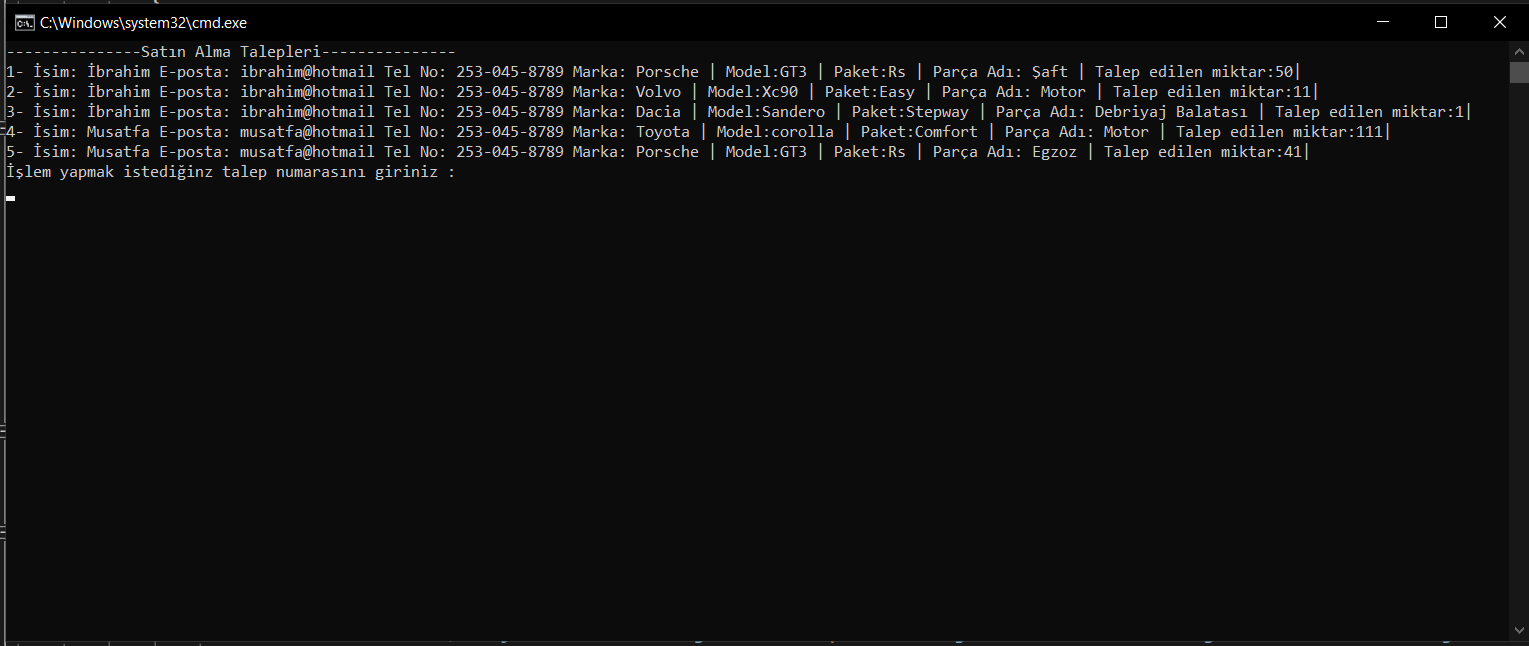 C:\Windows\system32\cmd.exe
---------------Satın Alma Talepleri---------------
1- İsim: İbrahim E-posta: ibrahim@hotmail Tel No: 253-045-8789 Marka: Porsche | Model:GT3 | Paket:Rs | Parça Adı: Şaft | Talep edilen miktar:50|
2- İsim: İbrahim E-posta: ibrahim@hotmail Tel No: 253-045-8789 Marka: Volvo | Model:Xc90 | Paket:Easy | Parça Adı: Motor | Talep edilen miktar:11|
3- İsim: İbrahim E-posta: ibrahim@hotmail Tel No: 253-045-8789 Marka: Dacia | Model:Sandero | Paket:Stepway | Parça Adı: Debriyaj Balatası | Talep edilen miktar:1|
4- İsim: Musatfa E-posta: musatfa@hotmail Tel No: 253-045-8789 Marka: Toyota | Model:corolla | Paket:Comfort | Parça Adı: Motor | Talep edilen miktar:111|
5- İsim: Musatfa E-posta: musatfa@hotmail Tel No: 253-045-8789 Marka: Porsche | Model:GT3 | Paket:Rs | Parça Adı: Egzoz | Talep edilen miktar:41|
İşlem yapmak istediğinz talep numarasını giriniz :